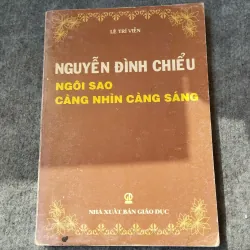 LÊ TRÍ VIỄN
NGUYỄN ĐÌNH CHIỂU
NGÔI SAO
CÀNG NHÌN CÀNG SÁNG
NHÀ XUẤT BẢN GIÁO DỤC